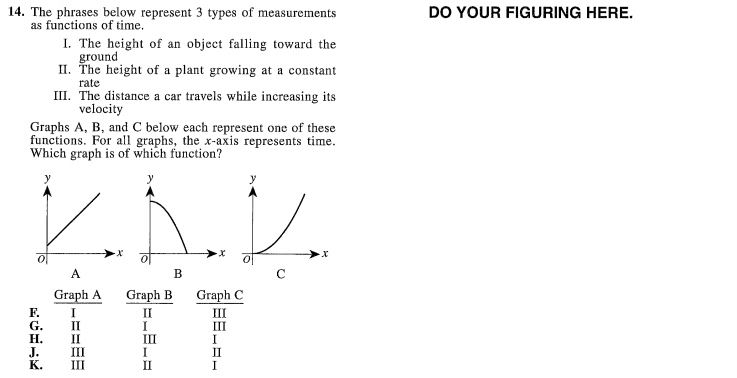 14. The phrases below represent 3 types of measurements
as functions of time.
I. The height of an object falling toward the
ground
II. The height of a plant growing at a constant
rate
III. The distance a car travels while increasing its
velocity
Graphs A, B, and C below each represent one of these
functions. For all graphs, the x-axis represents time.
Which graph is of which function?
DO YOUR FIGURING HERE.
y y y
O x O x O x
A B C
Graph A Graph B Graph C
F. I II III
G. II I III
H. II III I
J. III I II
K. III II I